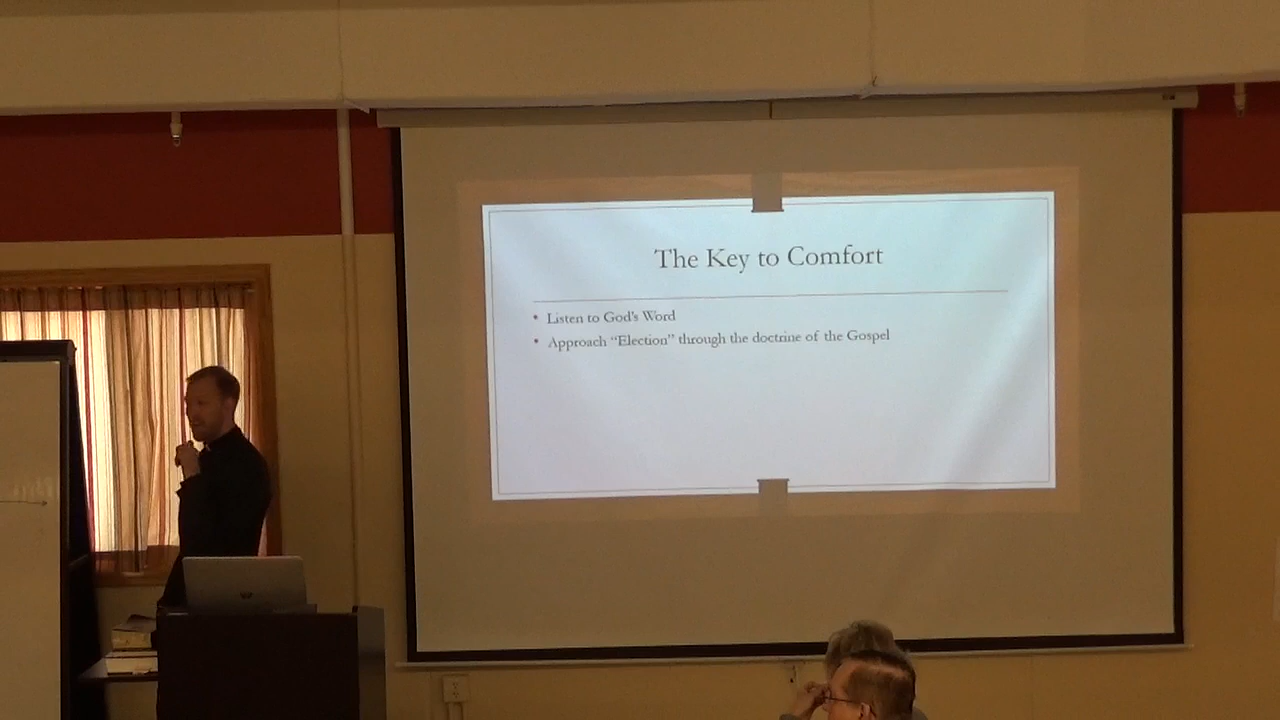 The Key to Comfort
• Listen to God's Word
• Approach “Election” through the doctrine of the Gospel